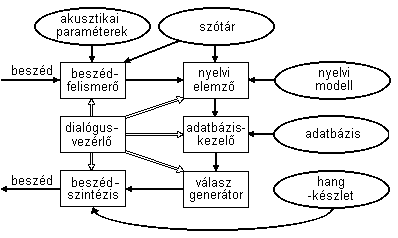 akusztikai
paraméterek
szótár
beszéd
beszéd-
felismerő
nyelvi
elemző
nyelvi
modell
dialógus-
vezérlő
adatbázis-
kezelő
adatbázis
beszéd
beszéd-
szintézis
válasz
generátor
hang
-készlet